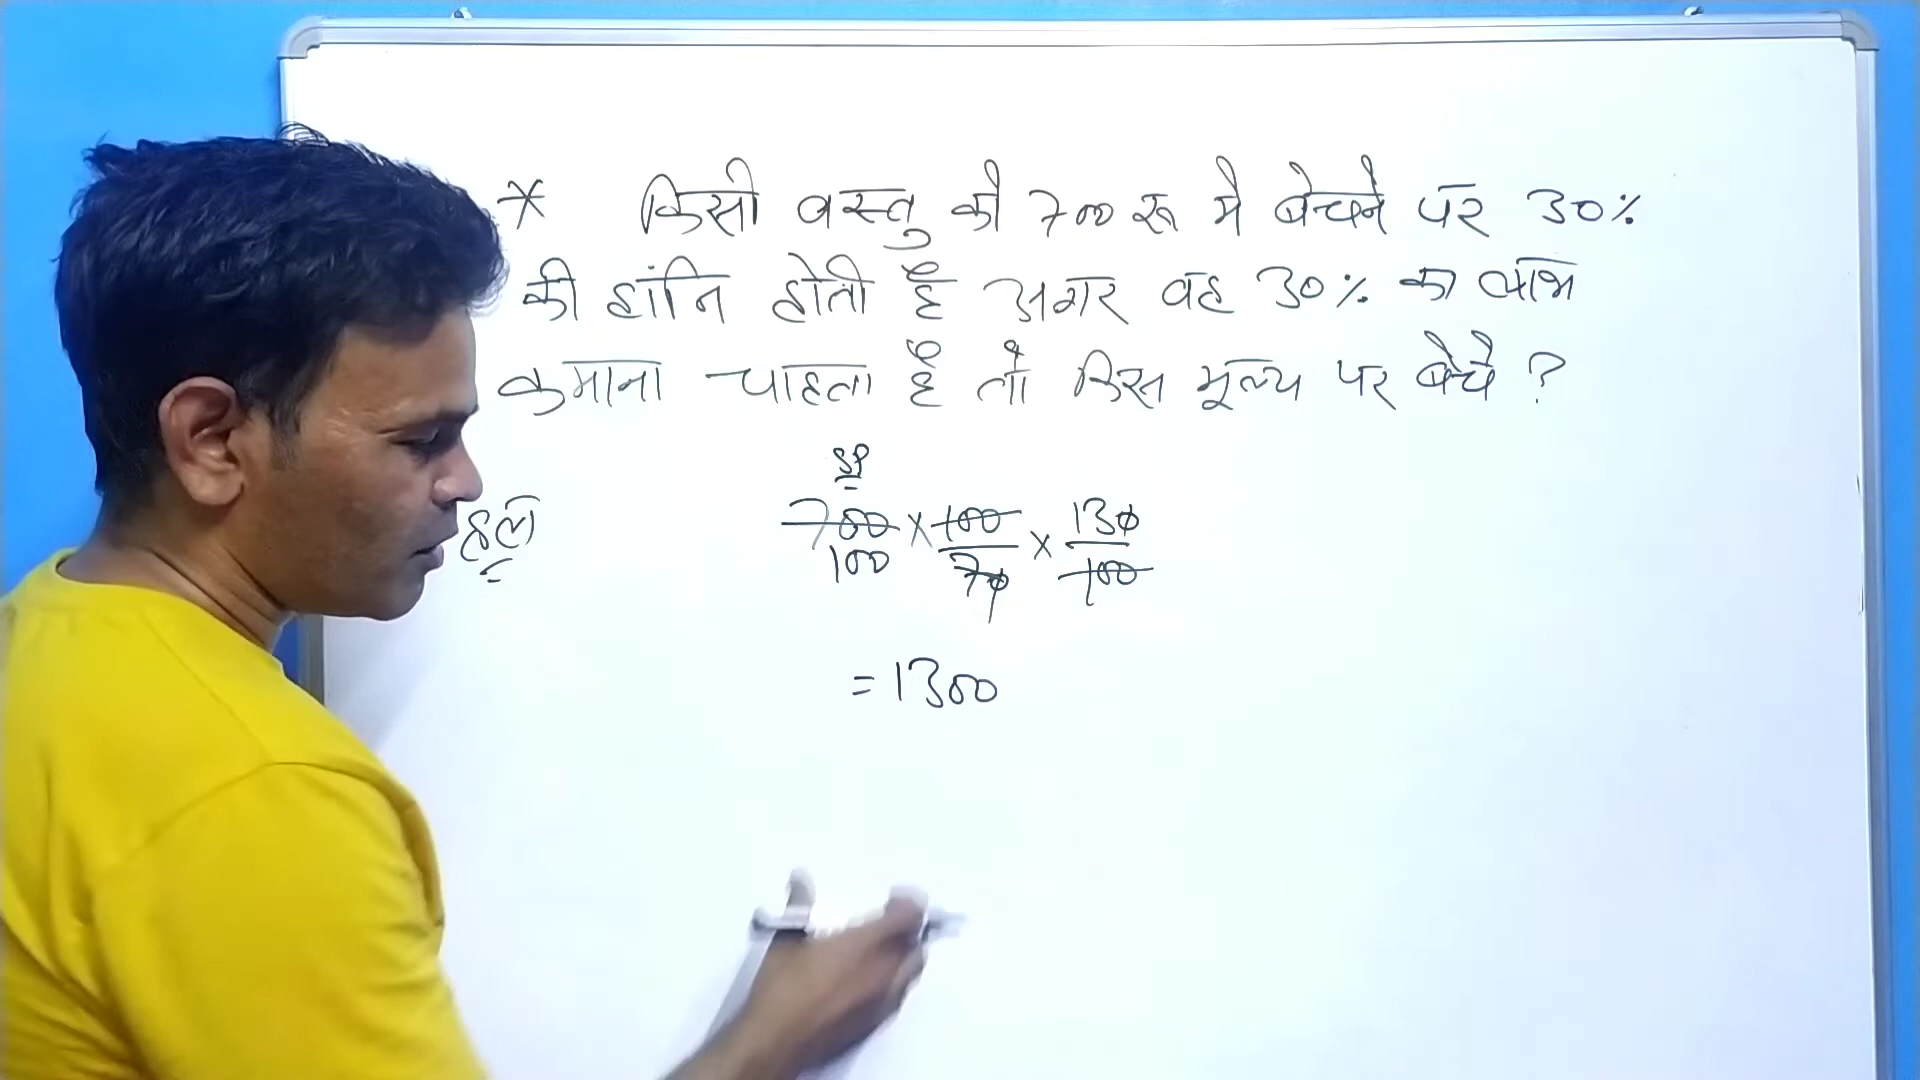 * किसी वस्तु को 700 रू मे बेचने पर 30%
की हांनि होती है अगर वह 30% का लाभ
कमाना चाहता है तो किस मूल्य पर बेचे ?
SP
हल 700 × 100 × 130
100 70 100
= 1300